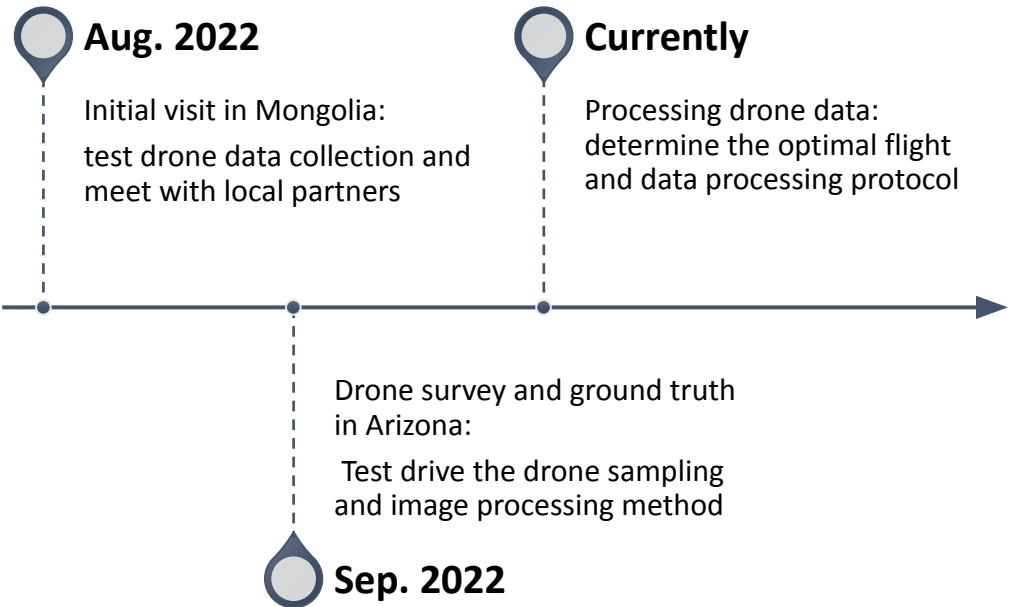 Aug. 2022
Initial visit in Mongolia:
test drone data collection and
meet with local partners
Currently
Processing drone data:
determine the optimal flight
and data processing protocol
Drone survey and ground truth
in Arizona:
Test drive the drone sampling
and image processing method
Sep. 2022